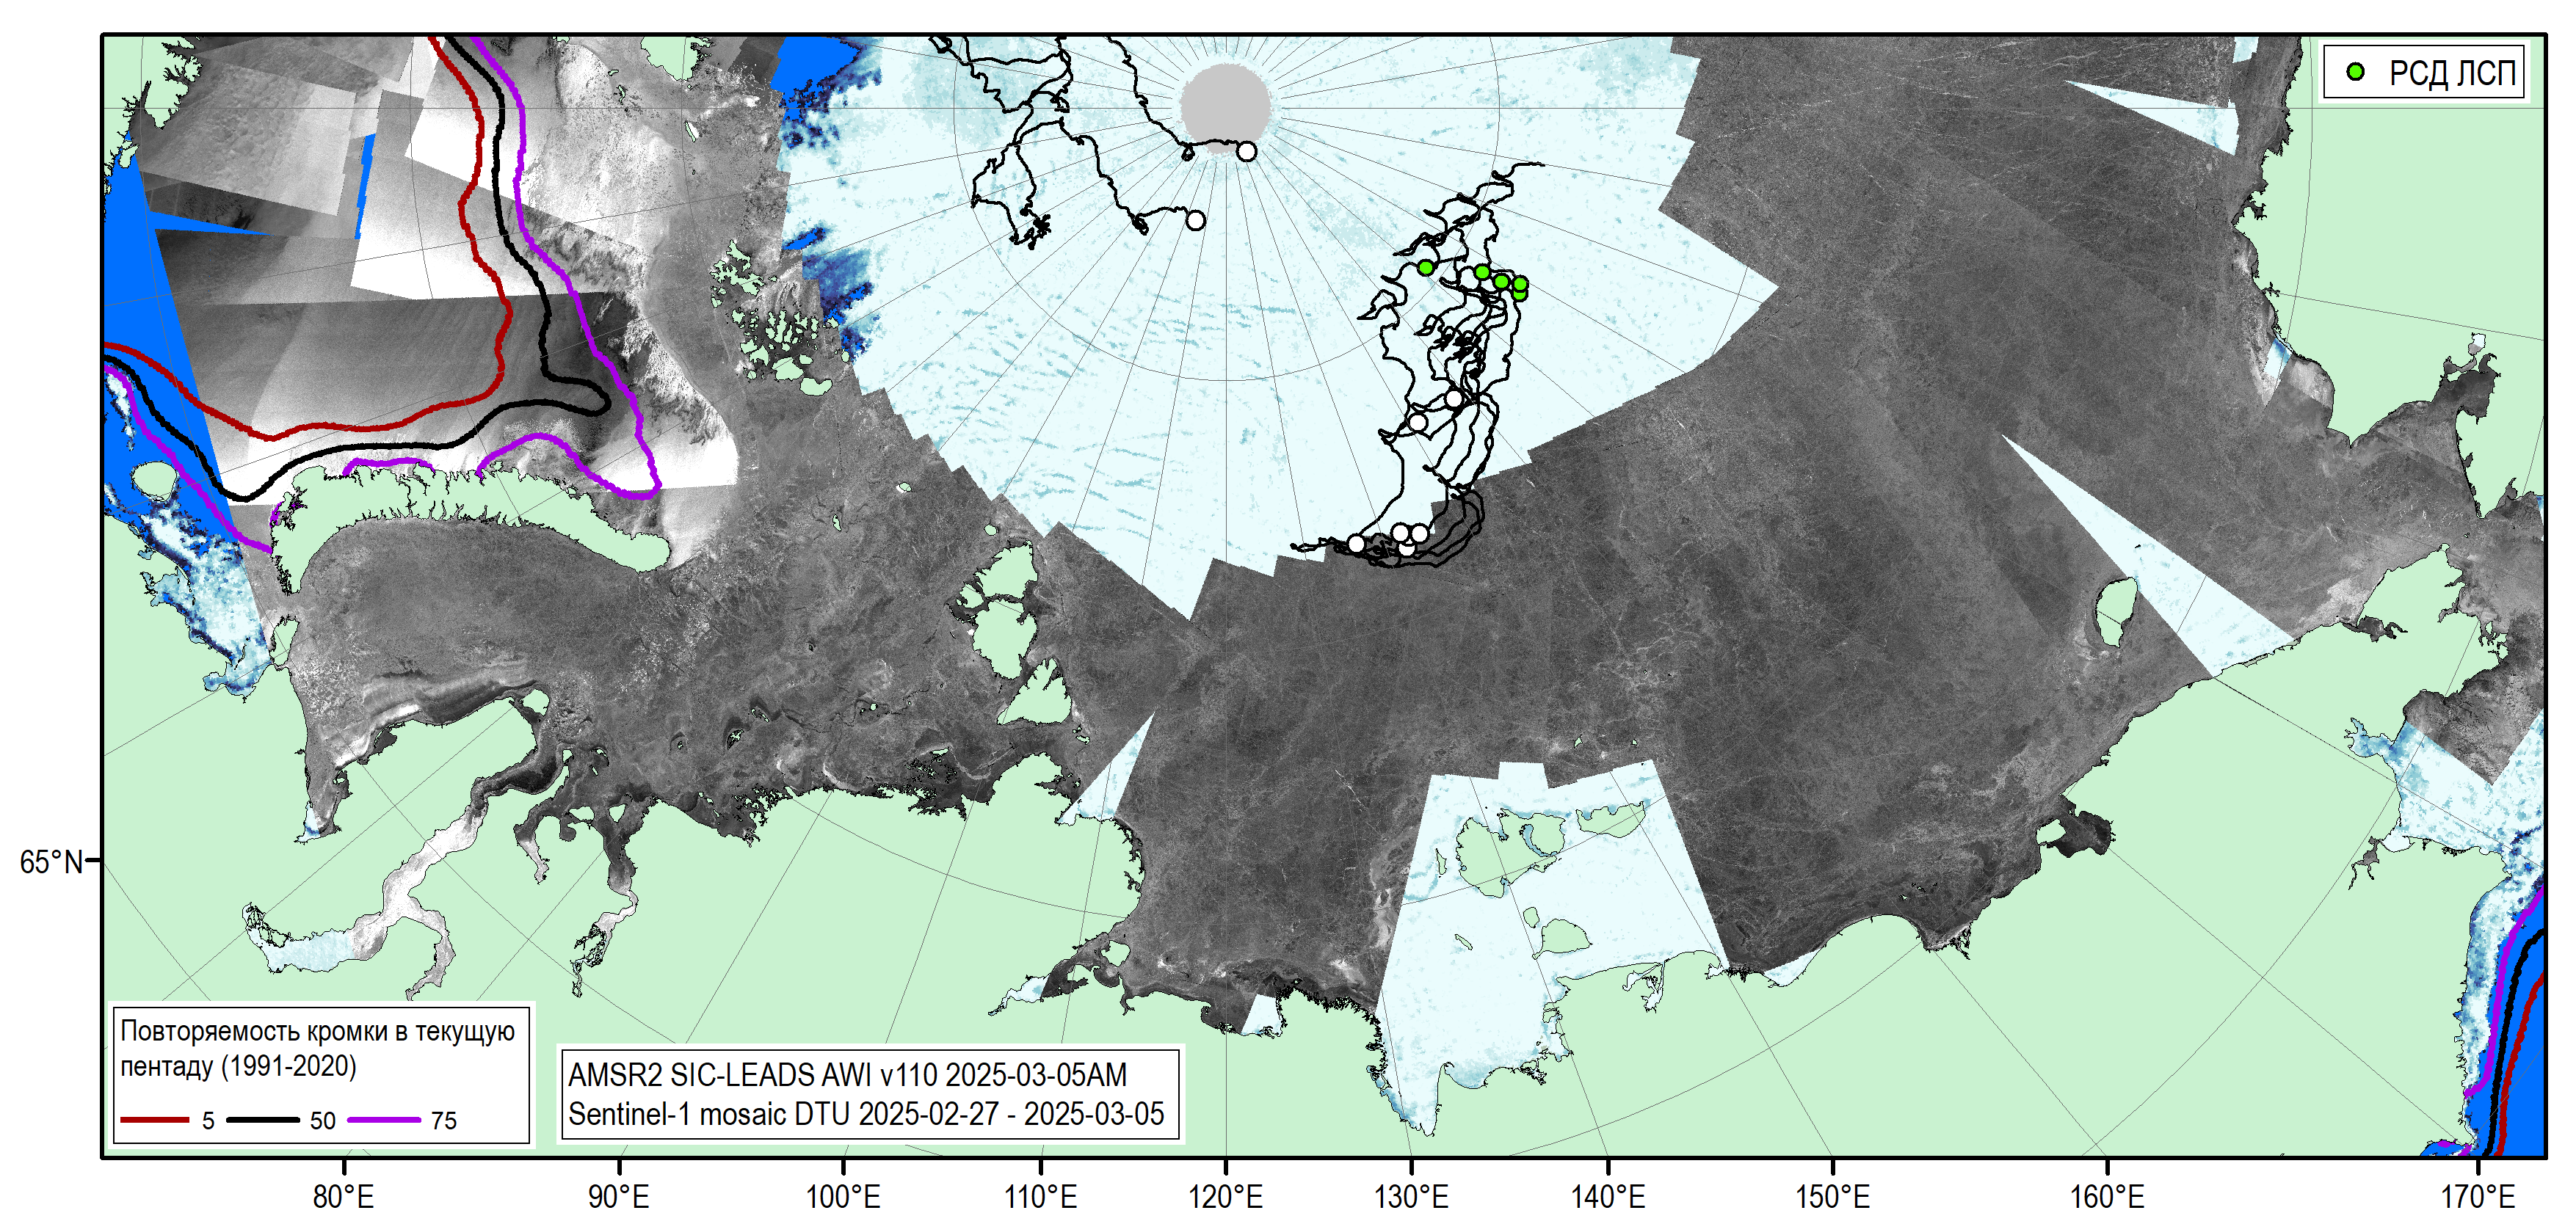 РСД ЛСП
65°N
Повторяемость кромки в текущую
пентаду (1991-2020)
5 50 75
AMSR2 SIC-LEADS AWI v110 2025-03-05AM
Sentinel-1 mosaic DTU 2025-02-27 - 2025-03-05
80°E 90°E 100°E 110°E 120°E 130°E 140°E 150°E 160°E 170°E